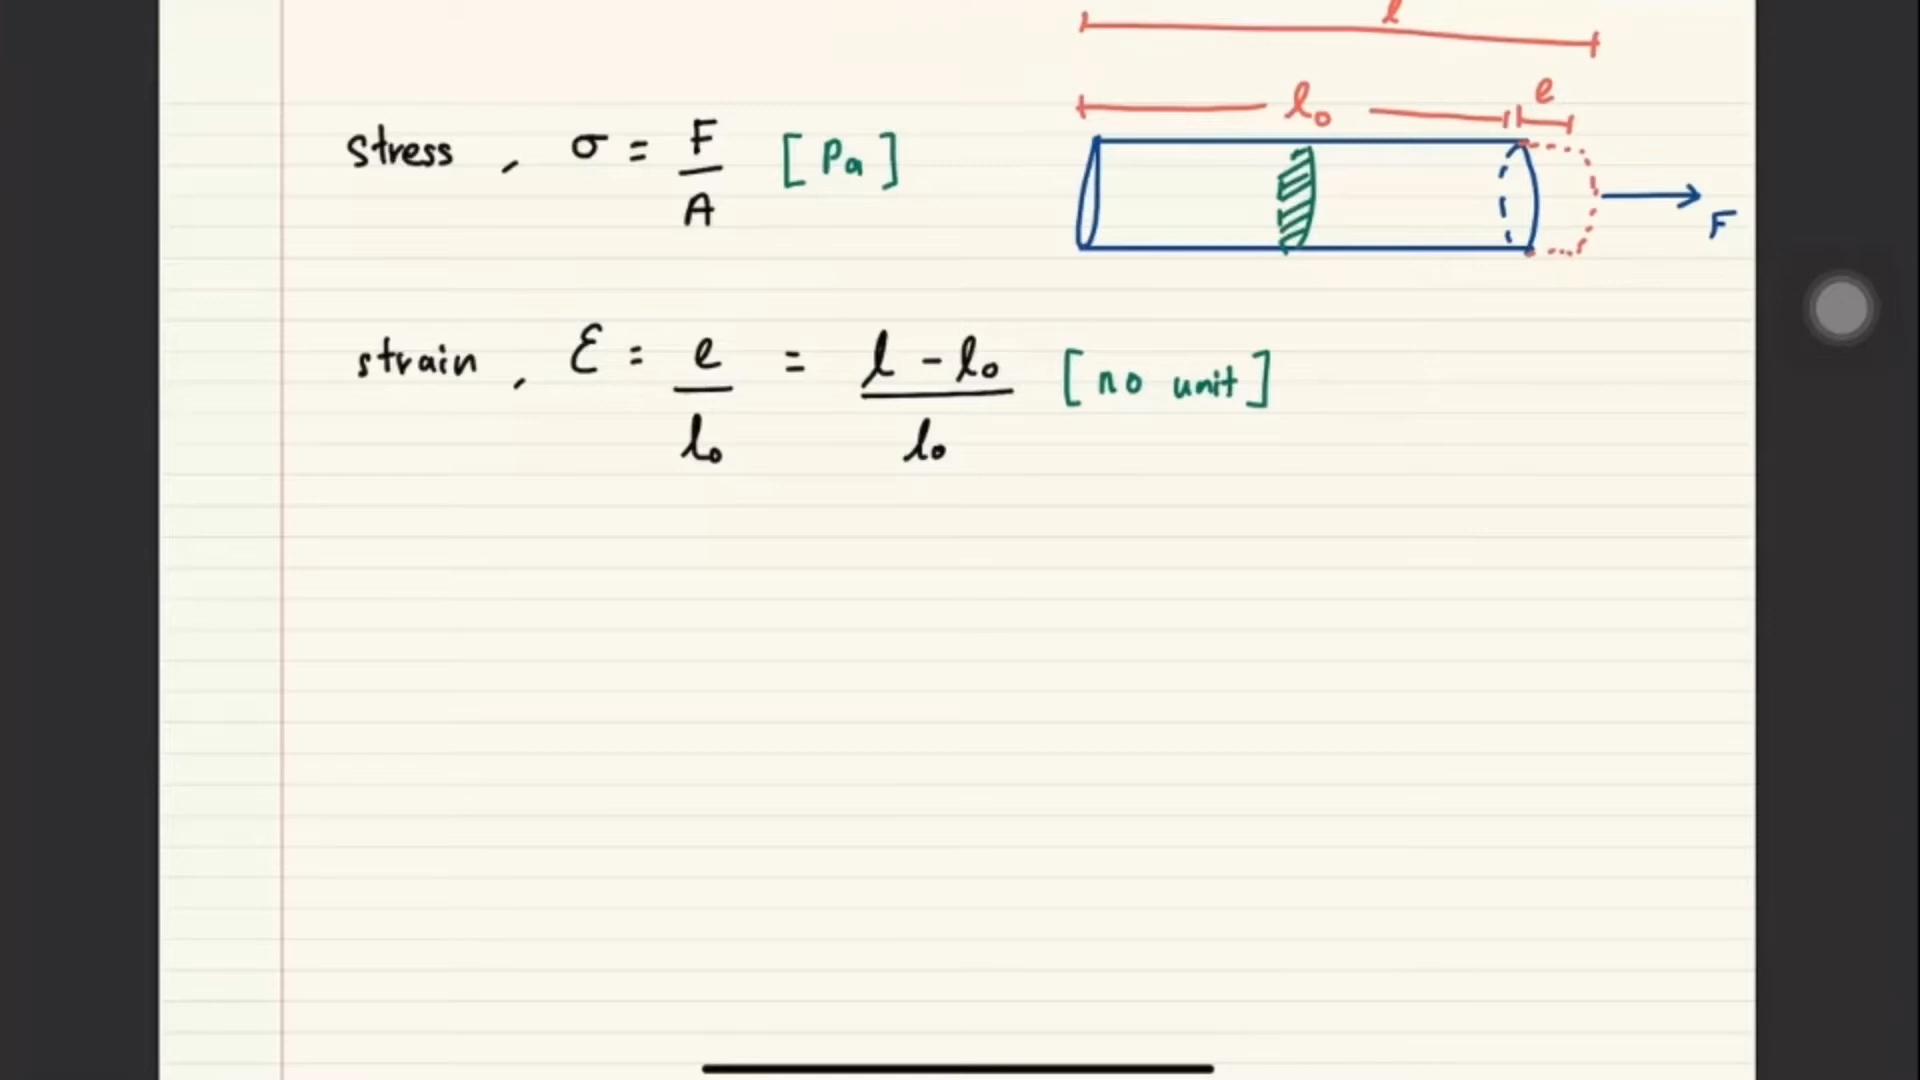 l
l₀ e
stress , σ = F/A [Pa]
F
strain , ε = e/l₀ = l - l₀/l₀ [no unit]